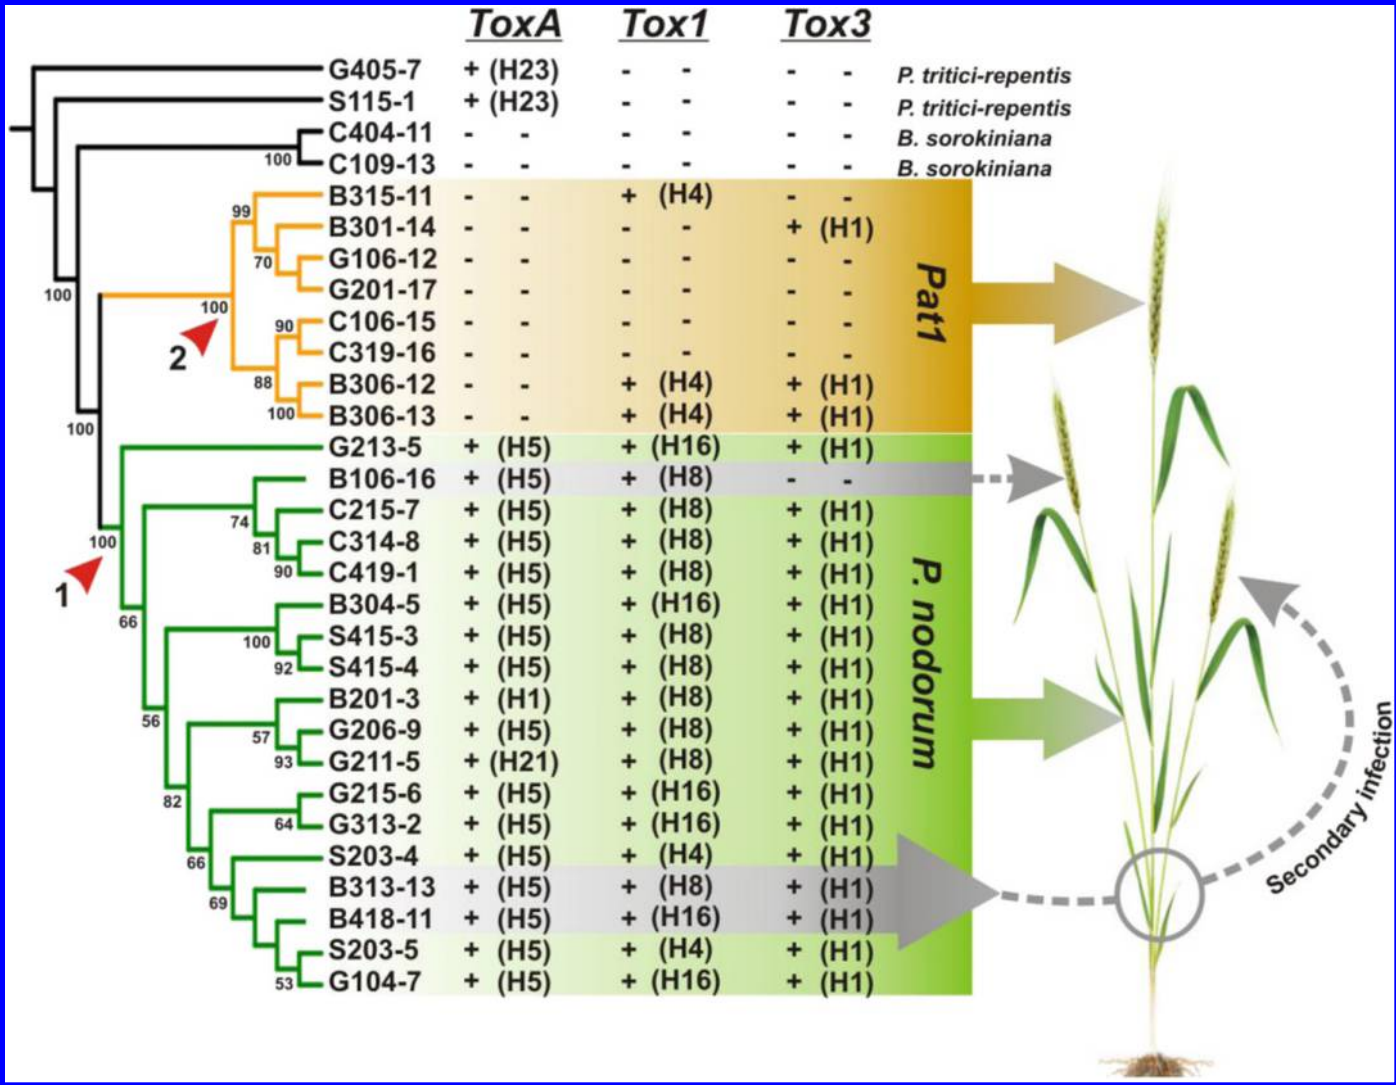 ToxA Tox1 Tox3
G405-7 + (H23) - - - - P. tritici-repentis
S115-1 + (H23) - - - - P. tritici-repentis
C404-11 - - - - - - B. sorokiniana
100
C109-13 - - - - - - B. sorokiniana
B315-11 - - + (H4) - -
99
B301-14 - - - - + (H1)
70
G106-12 - - - - - -
G201-17 - - - - - -
100
100
C106-15 - - - - - -
90
2
C319-16 - - - - - -
88
B306-12 - - + (H4) + (H1)
100
B306-13 - - + (H4) + (H1)
Pat1
100
G213-5 + (H5) + (H16) + (H1)
B106-16 + (H5) + (H8) - -
C215-7 + (H5) + (H8) + (H1)
74
100
C314-8 + (H5) + (H8) + (H1)
81
C419-1 + (H5) + (H8) + (H1)
90
1
B304-5 + (H5) + (H16) + (H1)
66
S415-3 + (H5) + (H8) + (H1)
100
S415-4 + (H5) + (H8) + (H1)
92
B201-3 + (H1) + (H8) + (H1)
56
G206-9 + (H5) + (H8) + (H1)
57
G211-5 + (H21) + (H8) + (H1)
93
G215-6 + (H5) + (H16) + (H1)
82
G313-2 + (H5) + (H16) + (H1)
64
S203-4 + (H5) + (H4) + (H1)
66
B313-13 + (H5) + (H8) + (H1)
69
B418-11 + (H5) + (H16) + (H1)
S203-5 + (H5) + (H4) + (H1)
G104-7 + (H5) + (H16) + (H1)
53
P. nodorum
Secondary infection